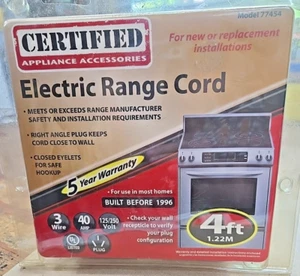 Model 77454
CERTIFIED
APPLIANCE ACCESSORIES
For new or replacement
installations
Electric Range Cord
• MEETS OR EXCEEDS RANGE MANUFACTURER
SAFETY AND INSTALLATION REQUIREMENTS
• RIGHT ANGLE PLUG KEEPS
CORD CLOSE TO WALL
• CLOSED EYELETS
FOR SAFE
HOOKUP
5 Year Warranty
• For use in most homes
BUILT BEFORE 1996
3
Wire
40
AMP
125/250
Volts
• Check your wall
receptacle to verify
your plug
configuration
UL
LISTED
PLUG
4ft
1.22M